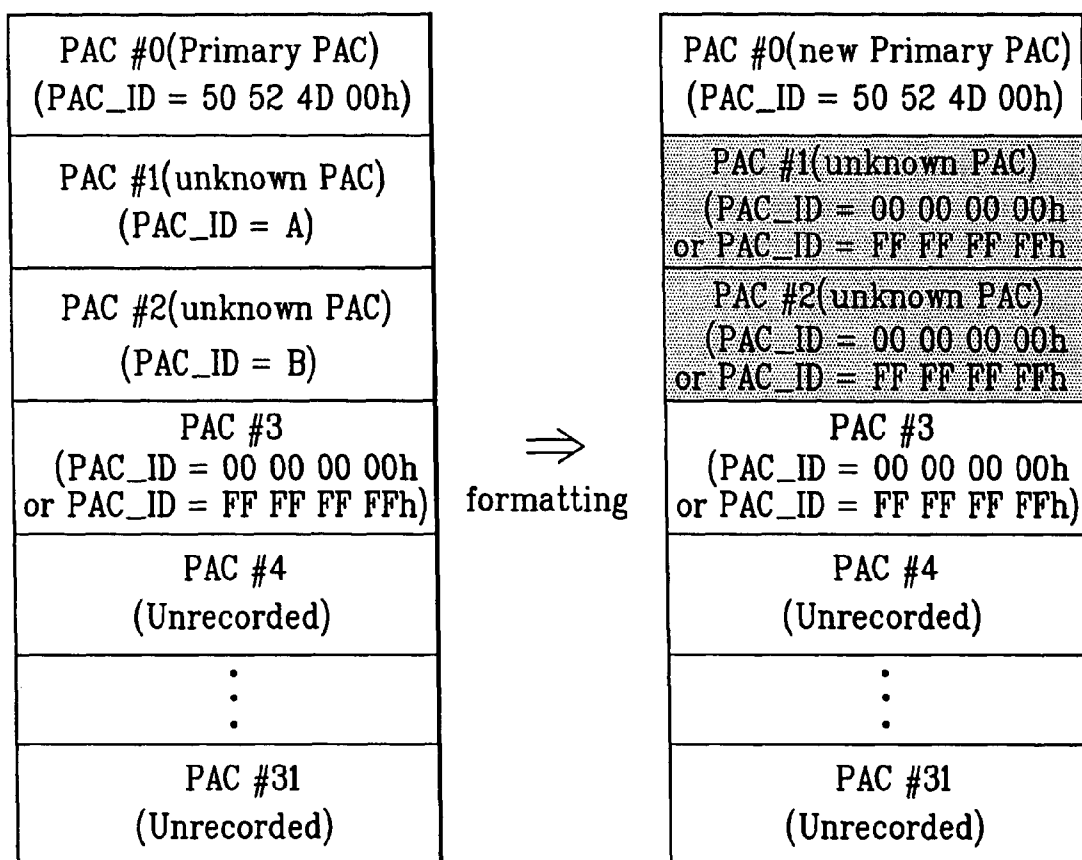 PAC #0(Primary PAC)
(PAC_ID = 50 52 4D 00h)
PAC #1(unknown PAC)
(PAC_ID = A)
PAC #2(unknown PAC)
(PAC_ID = B)
PAC #3
(PAC_ID = 00 00 00 00h
or PAC_ID = FF FF FF FFh)
PAC #4
(Unrecorded)
PAC #31
(Unrecorded)
⇒
formatting
PAC #0(new Primary PAC)
(PAC_ID = 50 52 4D 00h)
PAC #1(unknown PAC)
(PAC_ID = 00 00 00 00h
or PAC_ID = FF FF FF FFh
PAC #2(unknown PAC)
(PAC_ID = 00 00 00 00h
or PAC_ID = FF FF FF FFh
PAC #3
(PAC_ID = 00 00 00 00h
or PAC_ID = FF FF FF FFh)
PAC #4
(Unrecorded)
PAC #31
(Unrecorded)